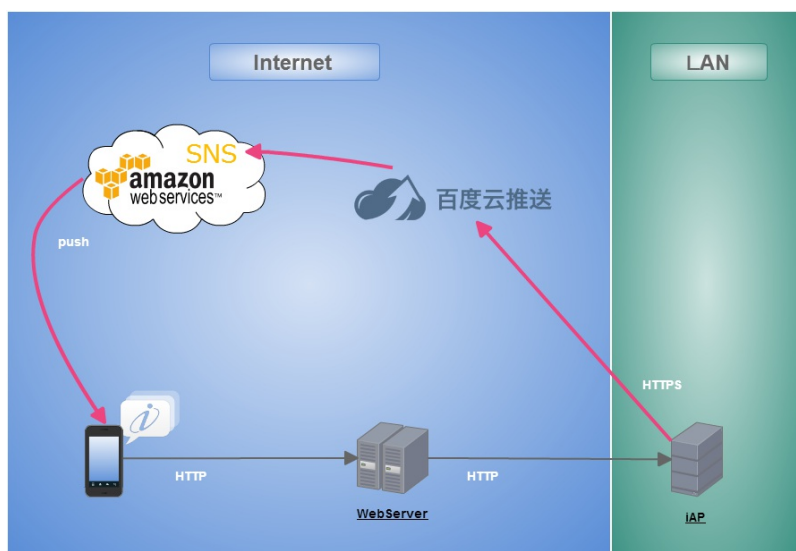 Internet
LAN
SNS
amazon
webservices™
百度云推送
push
HTTPS
i
HTTP
HTTP
WebServer
iAP